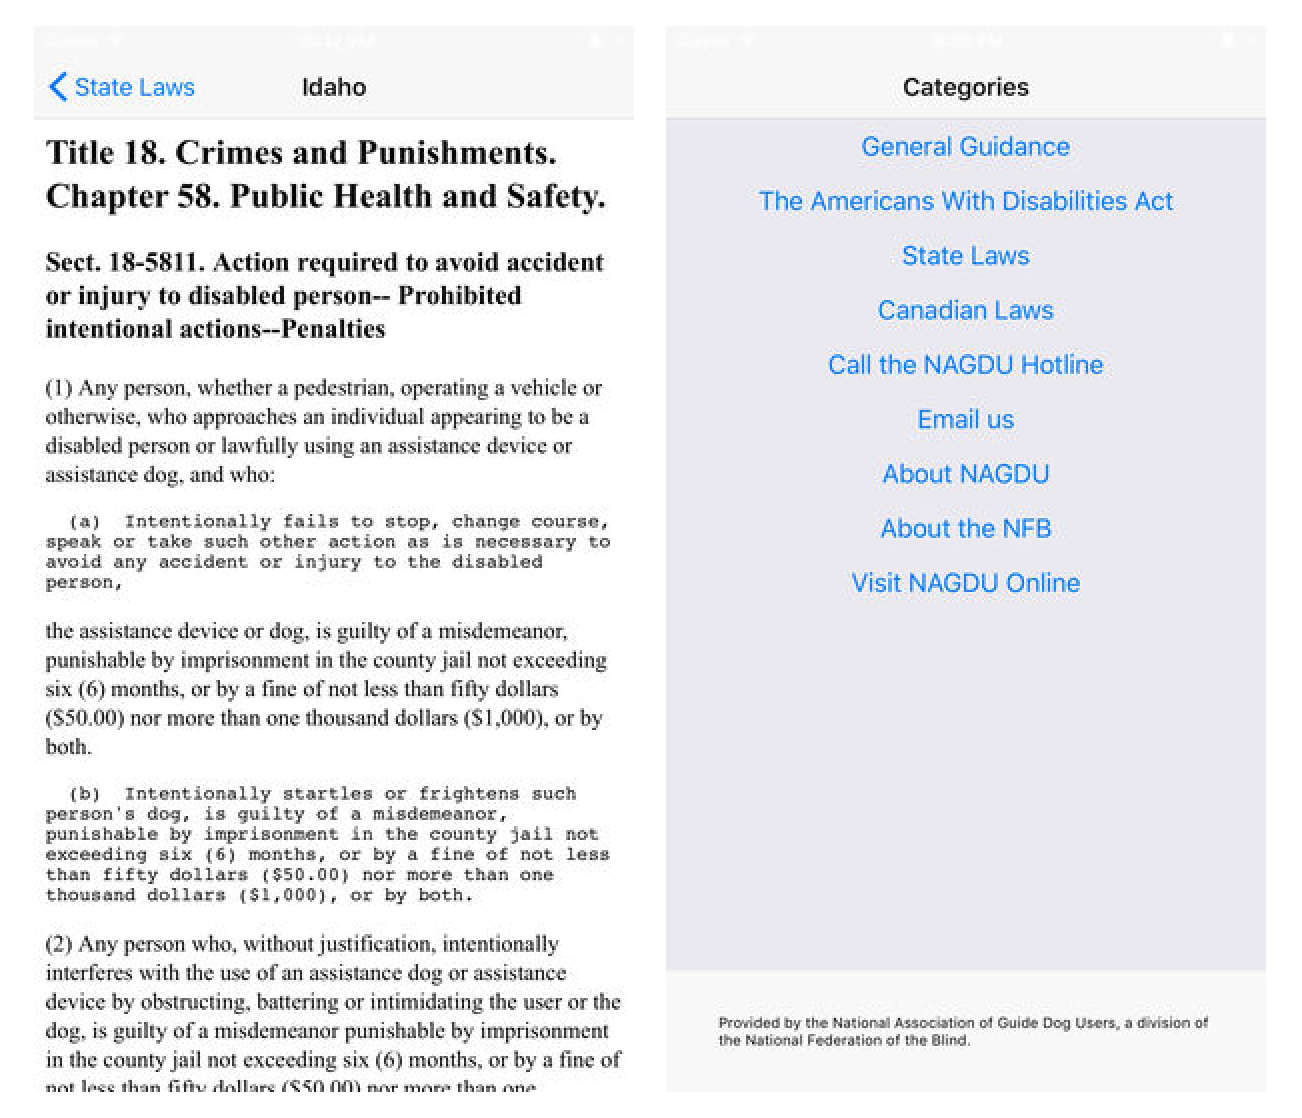 State Laws
Idaho
Title 18. Crimes and Punishments.
Chapter 58. Public Health and Safety.
Sect. 18-5811. Action required to avoid accident
or injury to disabled person-- Prohibited
intentional actions--Penalties
(1) Any person, whether a pedestrian, operating a vehicle or
otherwise, who approaches an individual appearing to be a
disabled person or lawfully using an assistance device or
assistance dog, and who:
(a) Intentionally fails to stop, change course,
speak or take such other action as is necessary to
avoid any accident or injury to the disabled
person,
the assistance device or dog, is guilty of a misdemeanor,
punishable by imprisonment in the county jail not exceeding
six (6) months, or by a fine of not less than fifty dollars
($50.00) nor more than one thousand dollars ($1,000), or by
both.
(b) Intentionally startles or frightens such
person's dog, is guilty of a misdemeanor,
punishable by imprisonment in the county jail not
exceeding six (6) months, or by a fine of not less
than fifty dollars ($50.00) nor more than one
thousand dollars ($1,000), or by both.
(2) Any person who, without justification, intentionally
interferes with the use of an assistance dog or assistance
device by obstructing, battering or intimidating the user or the
dog, is guilty of a misdemeanor punishable by imprisonment
in the county jail not exceeding six (6) months, or by a fine of
not less than fifty dollars ($50.00) nor more than one
Categories
General Guidance
The Americans With Disabilities Act
State Laws
Canadian Laws
Call the NAGDU Hotline
Email us
About NAGDU
About the NFB
Visit NAGDU Online
Provided by the National Association of Guide Dog Users, a division of
the National Federation of the Blind.